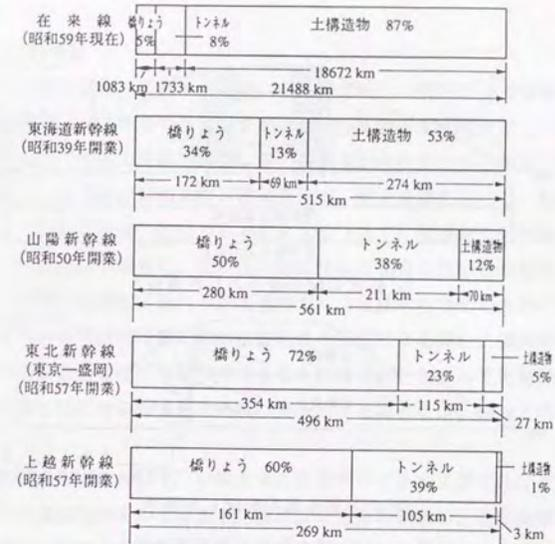 在来線
(昭和59年現在)
橋りょう 5%
トンネル 8%
土構造物 87%
18672 km
1083 km 1733 km
21488 km
東海道新幹線
(昭和39年開業)
橋りょう 34%
トンネル 13%
土構造物 53%
172 km 69 km 274 km
515 km
山陽新幹線
(昭和50年開業)
橋りょう 50%
トンネル 38%
土構造物 12%
280 km 211 km 70 km
561 km
東北新幹線
(東京―盛岡)
(昭和57年開業)
橋りょう 72%
トンネル 23%
土構造物 5%
354 km 115 km 27 km
496 km
上越新幹線
(昭和57年開業)
橋りょう 60%
トンネル 39%
土構造物 1%
161 km 105 km 3 km
269 km